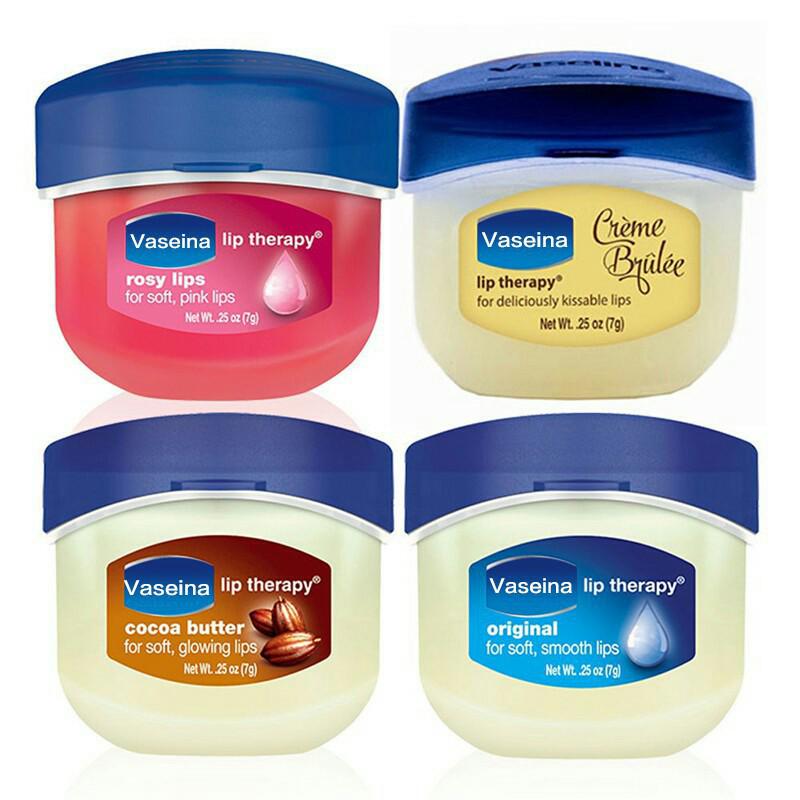 Vaseina lip therapy®
rosy lips
for soft, pink lips
Net Wt. .25 oz (7g)
Vaseline
Vaseina
Crème
Brûlée
lip therapy®
for deliciously kissable lips
Net Wt. .25 oz (7g)
Vaseina lip therapy®
cocoa butter
for soft, glowing lips
Net Wt. .25 oz (7g)
Vaseina lip therapy®
original
for soft, smooth lips
Net Wt. .25 oz (7g)